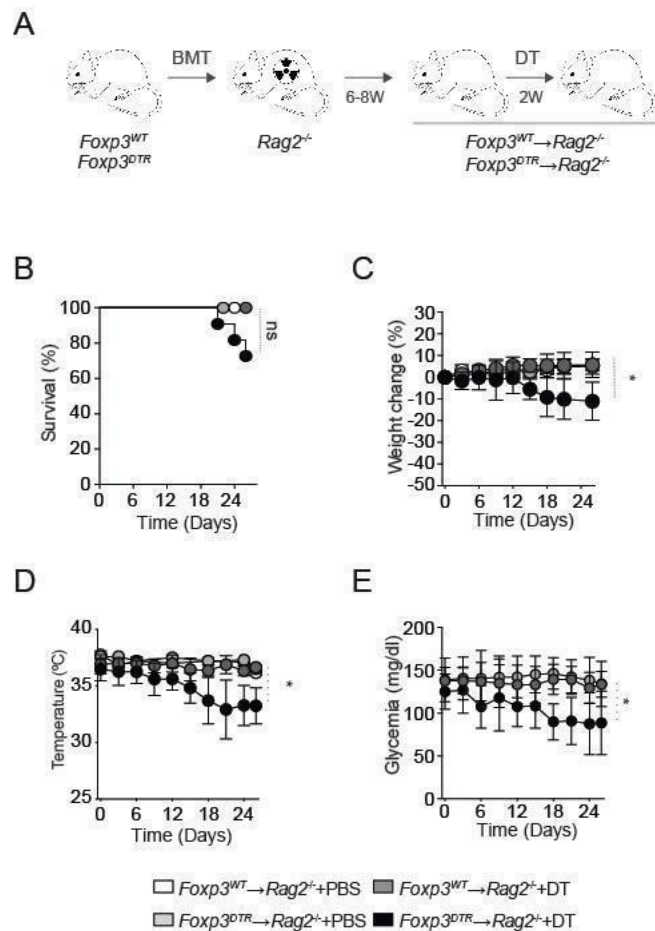 A
BMT
DT
6-8W
2W
Foxp3WT
Foxp3DTR
Rag2-/-
Foxp3WT→Rag2-/-
Foxp3DTR→Rag2-/-
B
Survival (%)
100
80
60
40
20
0
0 6 12 18 24
Time (Days)
ns
C
Weight change (%)
30
20
10
0
-10
-20
-30
-40
-50
0 6 12 18 24
Time (Days)
*
D
Temperature (ºC)
40
35
30
25
0 6 12 18 24
Time (Days)
*
E
Glycemia (mg/dl)
200
150
100
50
0
0 6 12 18 24
Time (Days)
*
Foxp3WT→Rag2-/-+PBS
Foxp3WT→Rag2-/-+DT
Foxp3DTR→Rag2-/-+PBS
Foxp3DTR→Rag2-/-+DT